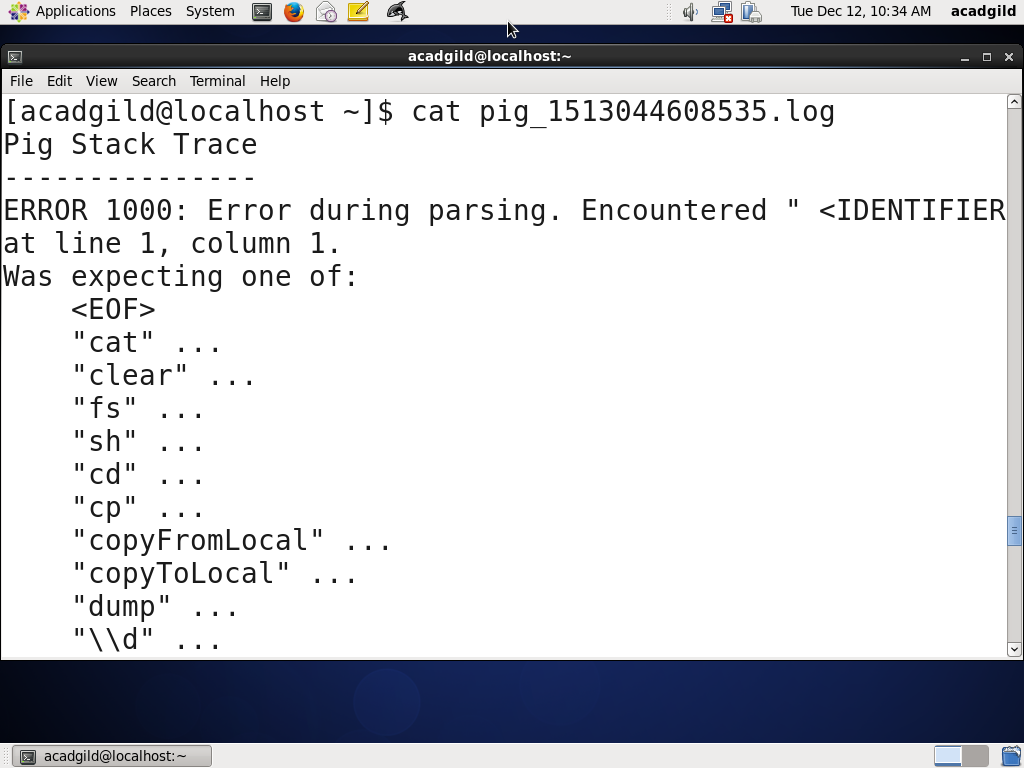 Applications Places System Tue Dec 12, 10:34 AM acadgild
acadgild@localhost:~
File Edit View Search Terminal Help
[acadgild@localhost ~]$ cat pig_1513044608535.log
Pig Stack Trace
---------------
ERROR 1000: Error during parsing. Encountered " <IDENTIFIER
at line 1, column 1.
Was expecting one of:
    <EOF>
    "cat" ...
    "clear" ...
    "fs" ...
    "sh" ...
    "cd" ...
    "cp" ...
    "copyFromLocal" ...
    "copyToLocal" ...
    "dump" ...
    "\\d" ...
acadgild@localhost:~